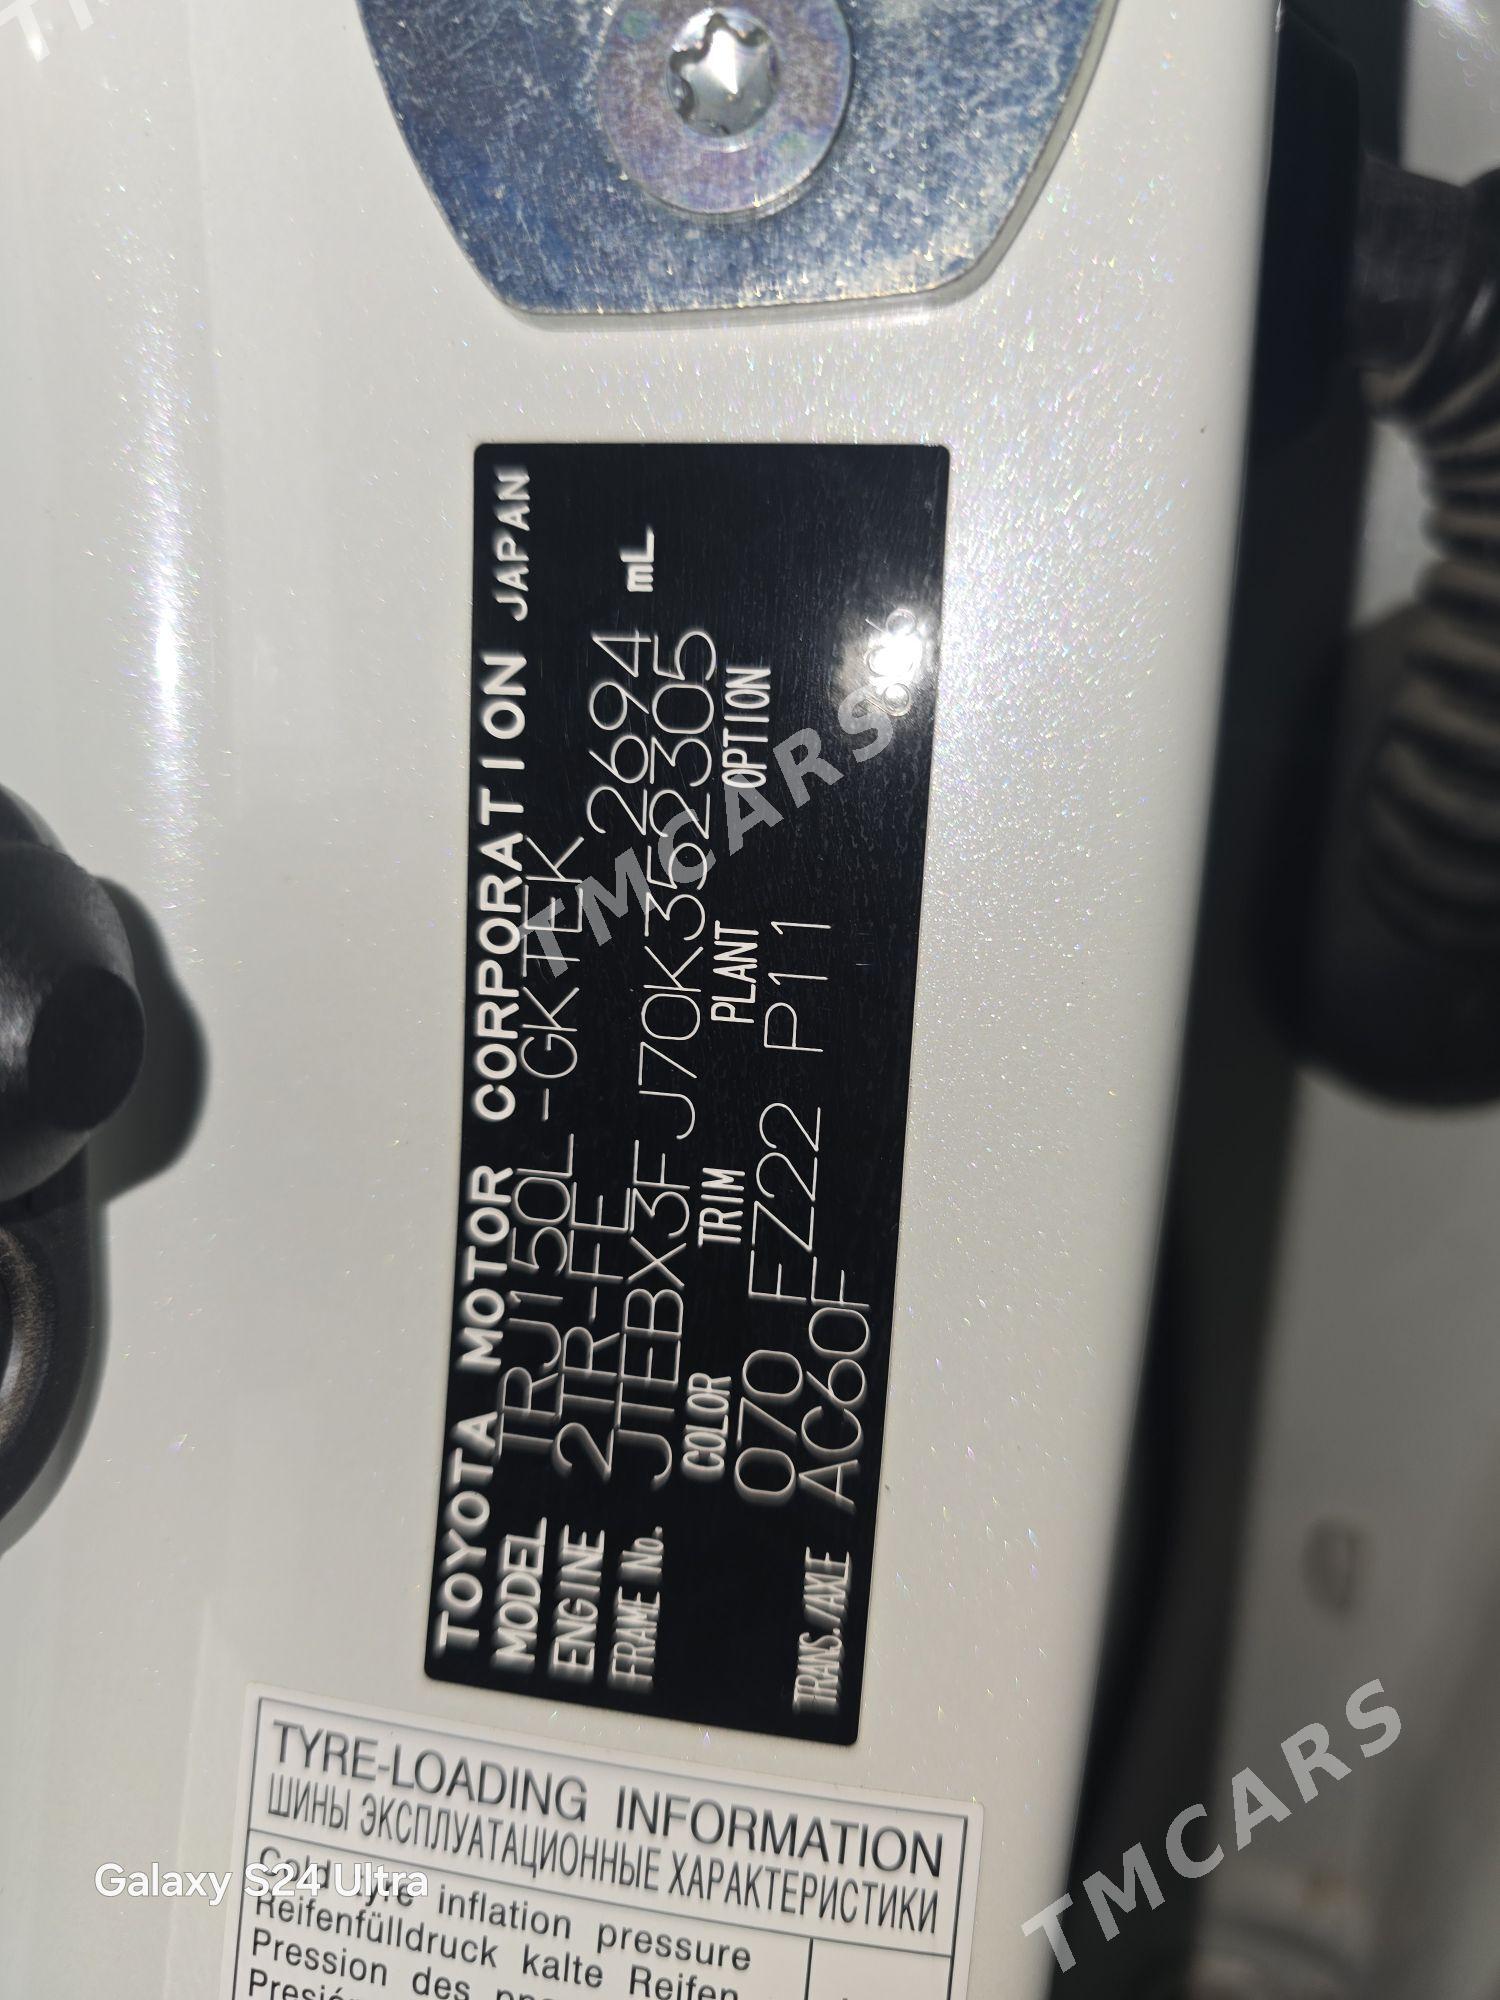 TOYOTA MOTOR CORPORATION JAPAN
MODEL TRJ150L-GKTEK
ENGINE 2TR-FE 2694 mL
FRAME No. JTEBX3FJ70K352305
COLOR TRIM PLANT OPTION
070 FZ22 P11
TRANS./AXLE AC60F
TMCARS
TYRE-LOADING INFORMATION
ШИНЫ ЭКСПЛУАТАЦИОННЫЕ ХАРАКТЕРИСТИКИ
Cold tyre inflation pressure
Reifenfülldruck kalte Reifen
Pression des
Galaxy S24 Ultra
TMCARS